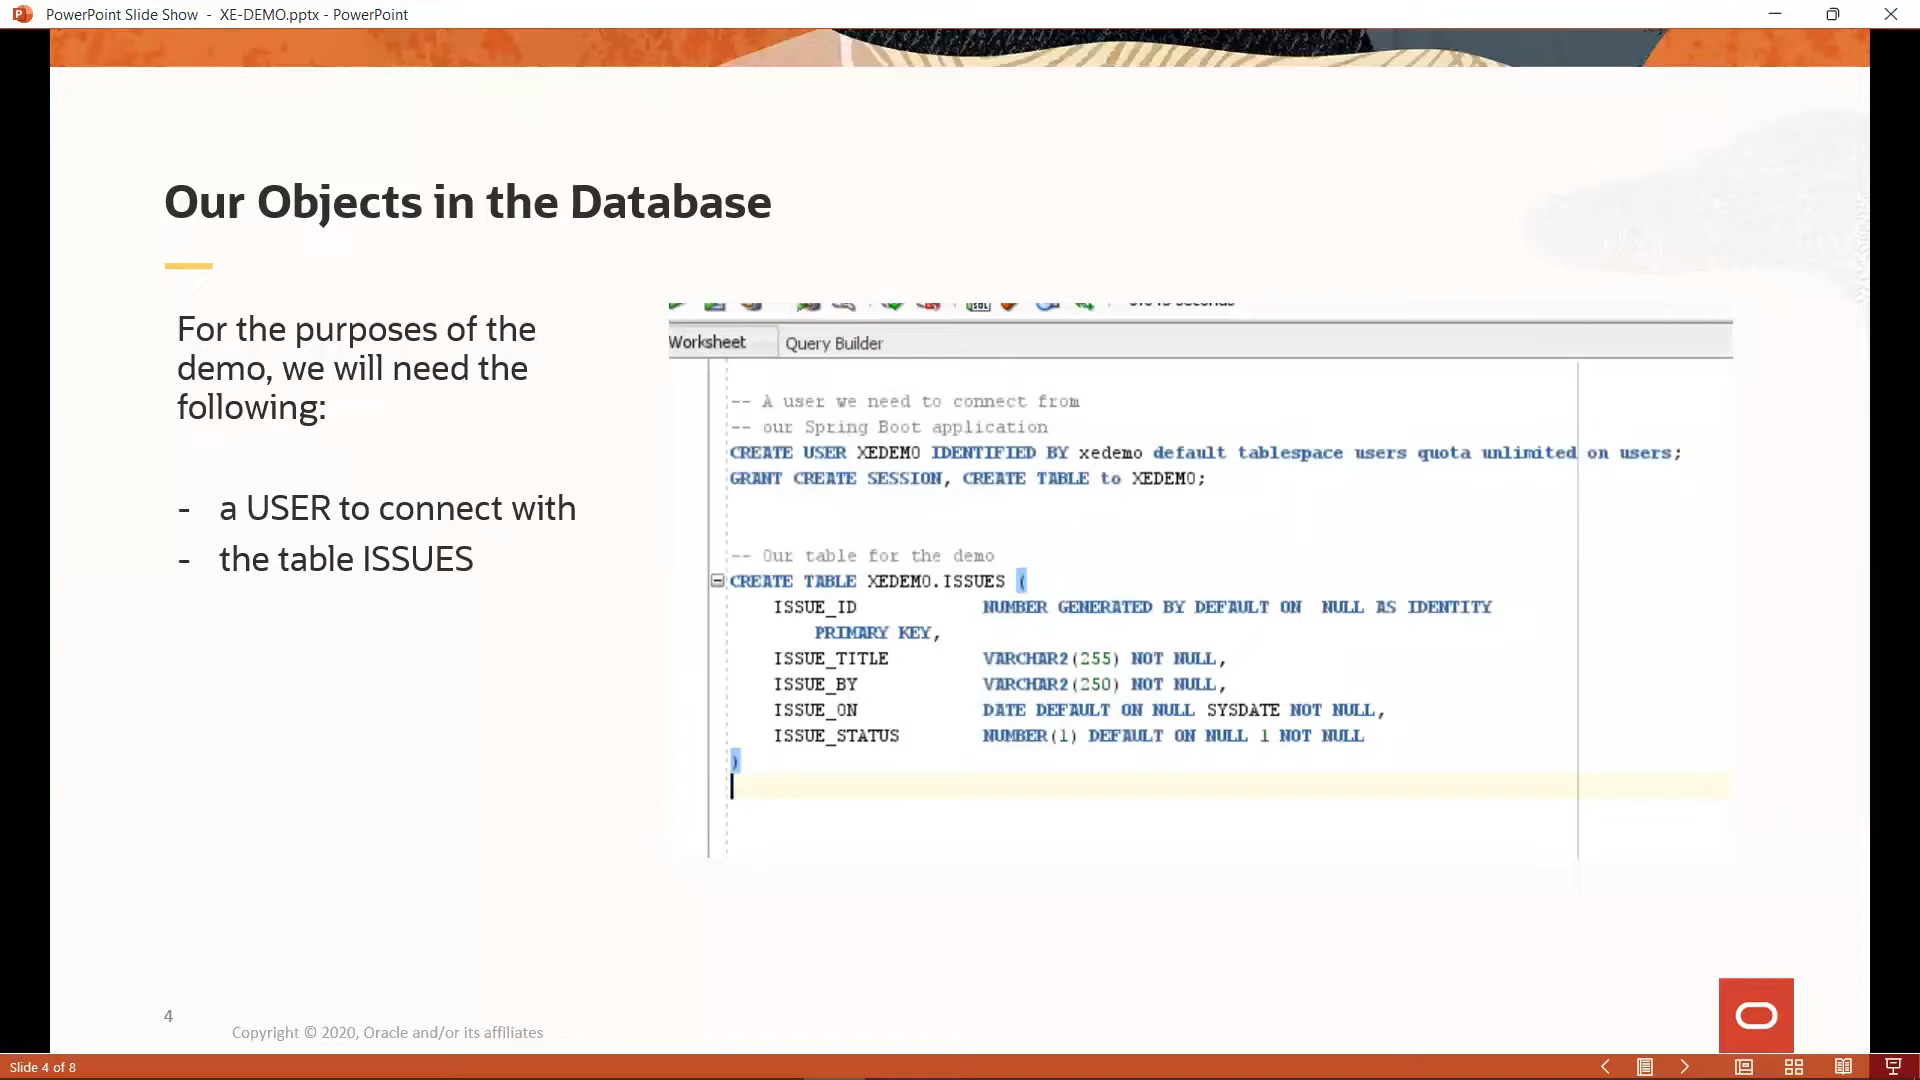 PowerPoint Slide Show - XE-DEMO.pptx - PowerPoint
Our Objects in the Database
For the purposes of the
demo, we will need the
following:
- a USER to connect with
- the table ISSUES
Worksheet Query Builder
-- A user we need to connect from
-- our Spring Boot application
CREATE USER XEDEMO IDENTIFIED BY xedemo default tablespace users quota unlimited on users;
GRANT CREATE SESSION, CREATE TABLE to XEDEMO;
-- Our table for the demo
CREATE TABLE XEDEMO.ISSUES (
ISSUE_ID NUMBER GENERATED BY DEFAULT ON NULL AS IDENTITY
PRIMARY KEY,
ISSUE_TITLE VARCHAR2(255) NOT NULL,
ISSUE_BY VARCHAR2(250) NOT NULL,
ISSUE_ON DATE DEFAULT ON NULL SYSDATE NOT NULL,
ISSUE_STATUS NUMBER(1) DEFAULT ON NULL 1 NOT NULL
)
4
Copyright © 2020, Oracle and/or its affiliates
Slide 4 of 8